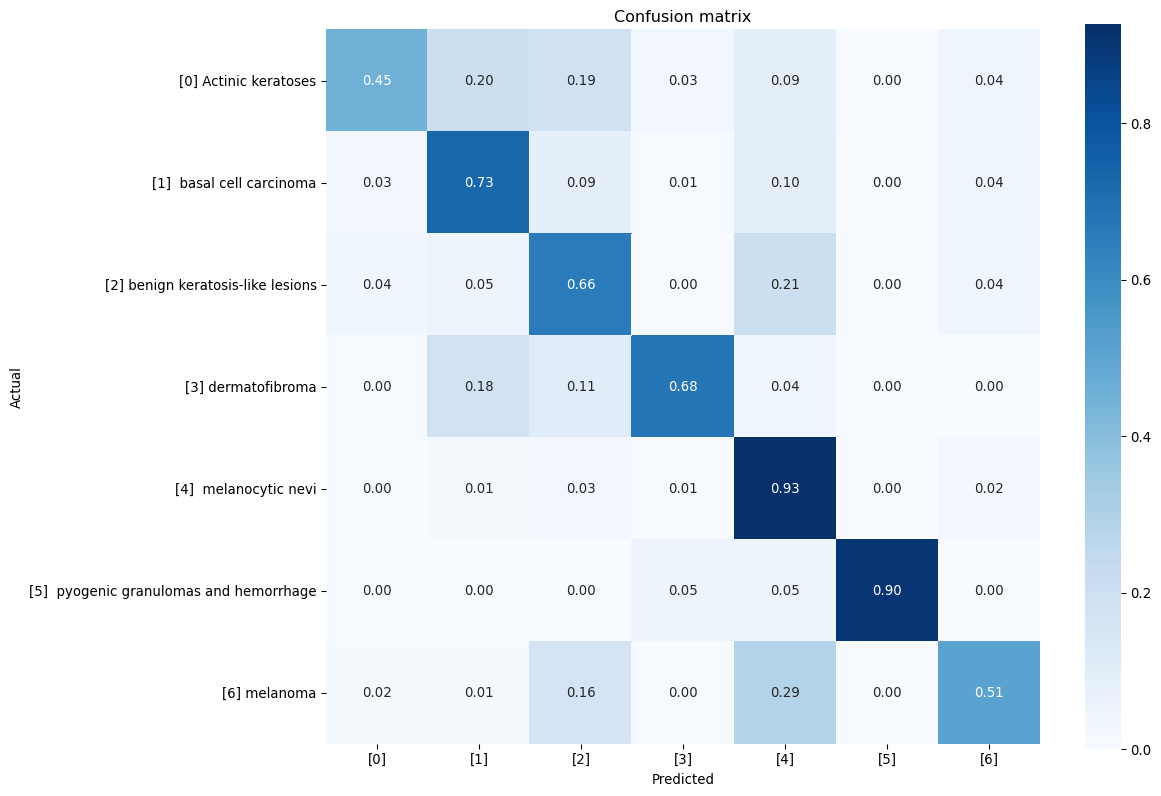 Confusion matrix
[0] Actinic keratoses 0.45 0.20 0.19 0.03 0.09 0.00 0.04
[1] basal cell carcinoma 0.03 0.73 0.09 0.01 0.10 0.00 0.04
[2] benign keratosis-like lesions 0.04 0.05 0.66 0.00 0.21 0.00 0.04
[3] dermatofibroma 0.00 0.18 0.11 0.68 0.04 0.00 0.00
[4] melanocytic nevi 0.00 0.01 0.03 0.01 0.93 0.00 0.02
[5] pyogenic granulomas and hemorrhage 0.00 0.00 0.00 0.05 0.05 0.90 0.00
[6] melanoma 0.02 0.01 0.16 0.00 0.29 0.00 0.51
[0] [1] [2] [3] [4] [5] [6]
Predicted
Actual
0.8
0.6
0.4
0.2
0.0